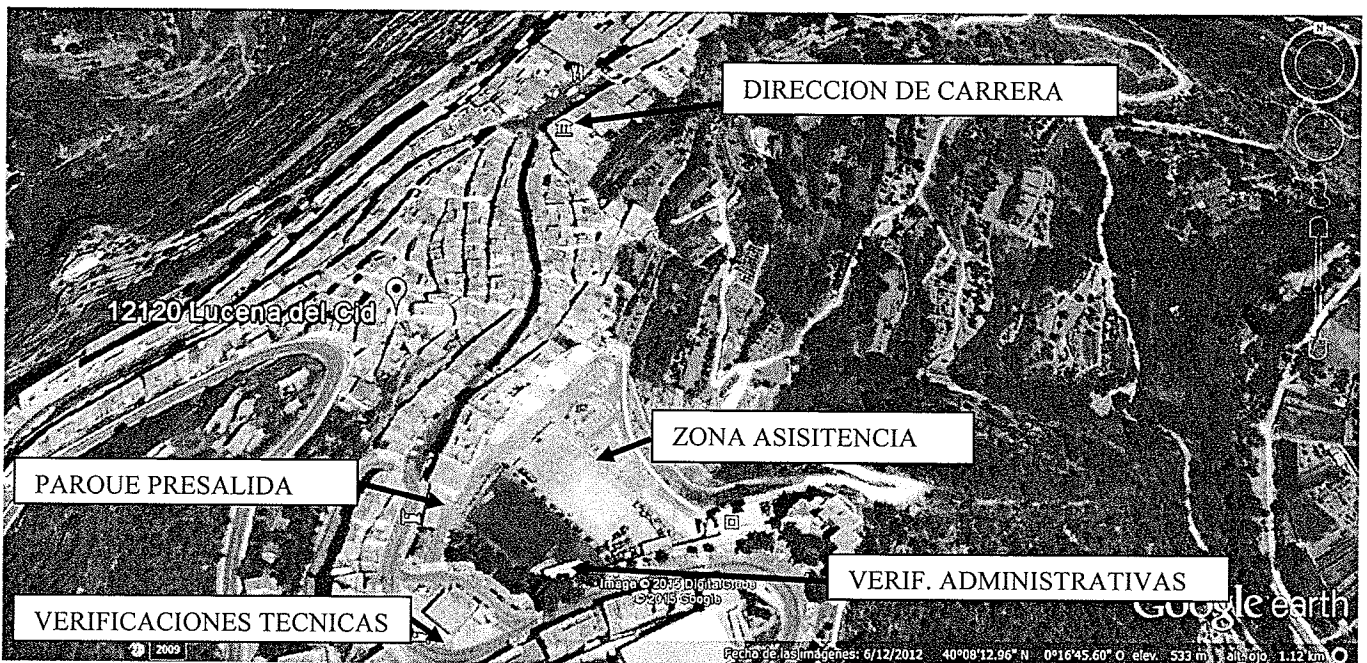 DIRECCION DE CARRERA
12120 Lucena del Cid
ZONA ASISITENCIA
PARQUE PRESALIDA
VERIF. ADMINISTRATIVAS
Image © 2015 DigitalGlobe
© 2015 Google
VERIFICACIONES TECNICAS
Google earth
2009
Fecha de las imágenes: 6/12/2012 40°08'12.96" N 0°16'45.60" O elev. 533 m alt. ojo 1.12 km